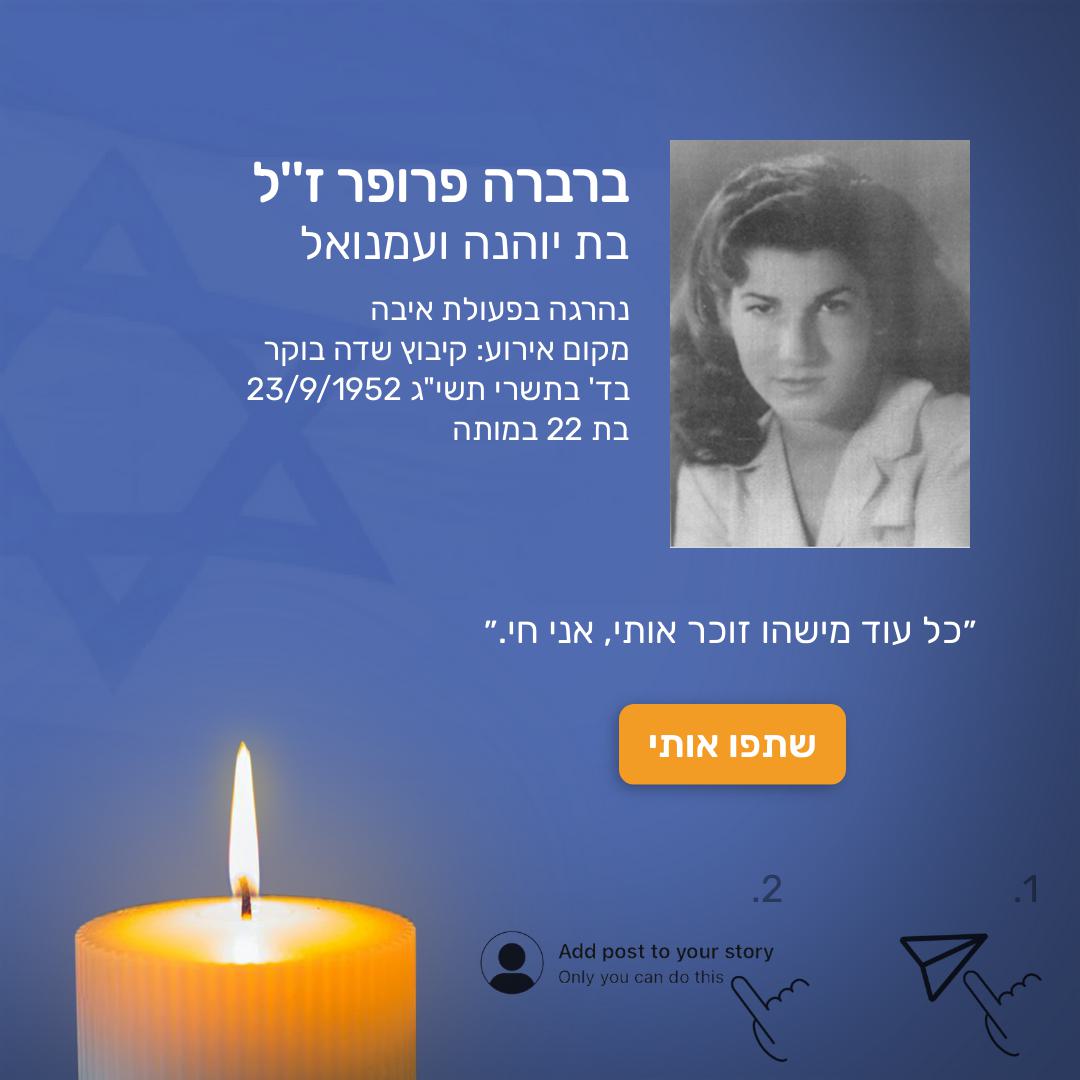 ברברה פרופר ז"ל
בת יוהנה ועמנואל
נהרגה בפעולת איבה
מקום אירוע: קיבוץ שדה בוקר
בד' בתשרי תשי"ג 23/9/1952
בת 22 במותה
״כל עוד מישהו זוכר אותי, אני חי.״
שתפו אותי
.1
.2
Add post to your story
Only you can do this